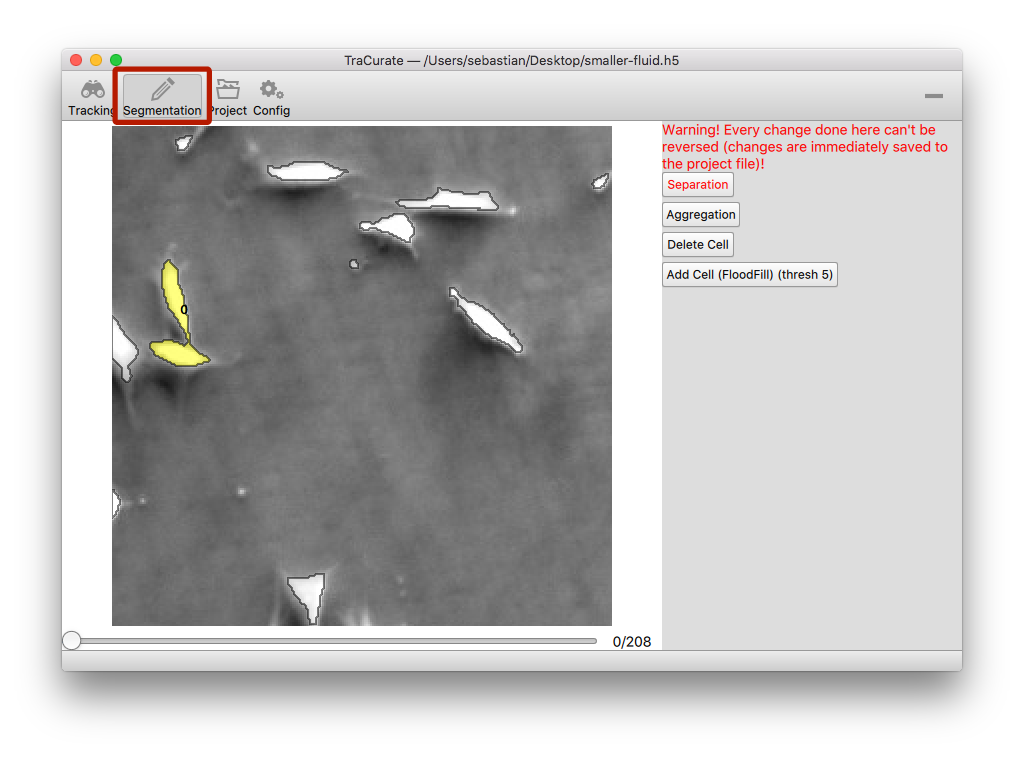 TraCurate — /Users/sebastian/Desktop/smaller-fluid.h5
Tracking Segmentation Project Config
Warning! Every change done here can't be
reversed (changes are immediately saved to
the project file)!
Separation
Aggregation
Delete Cell
Add Cell (FloodFill) (thresh 5)
0
0/208